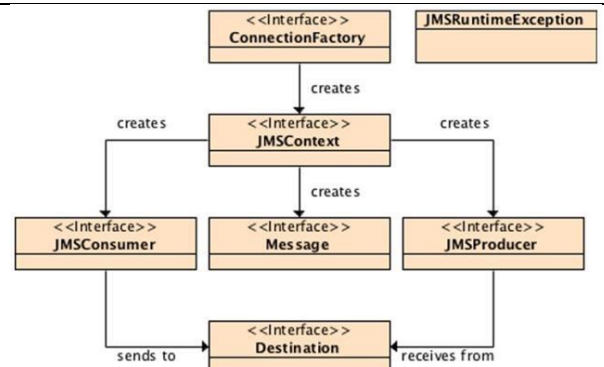 <<Interface>>
ConnectionFactory
JMSRuntimeException
creates
creates
<<Interface>>
JMSContext
creates
creates
<<Interface>>
JMSConsumer
<<Interface>>
Message
<<Interface>>
JMSProducer
sends to
<<Interface>>
Destination
receives from